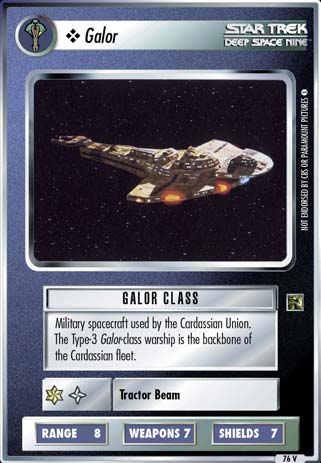 ❖ Galor
STAR TREK
DEEP SPACE NINE™
NOT ENDORSED BY CBS OR PARAMOUNT PICTURES
GALOR CLASS
Military spacecraft used by the Cardassian Union.
The Type-3 Galor-class warship is the backbone of
the Cardassian fleet.
Tractor Beam
RANGE 8
WEAPONS 7
SHIELDS 7
76 V